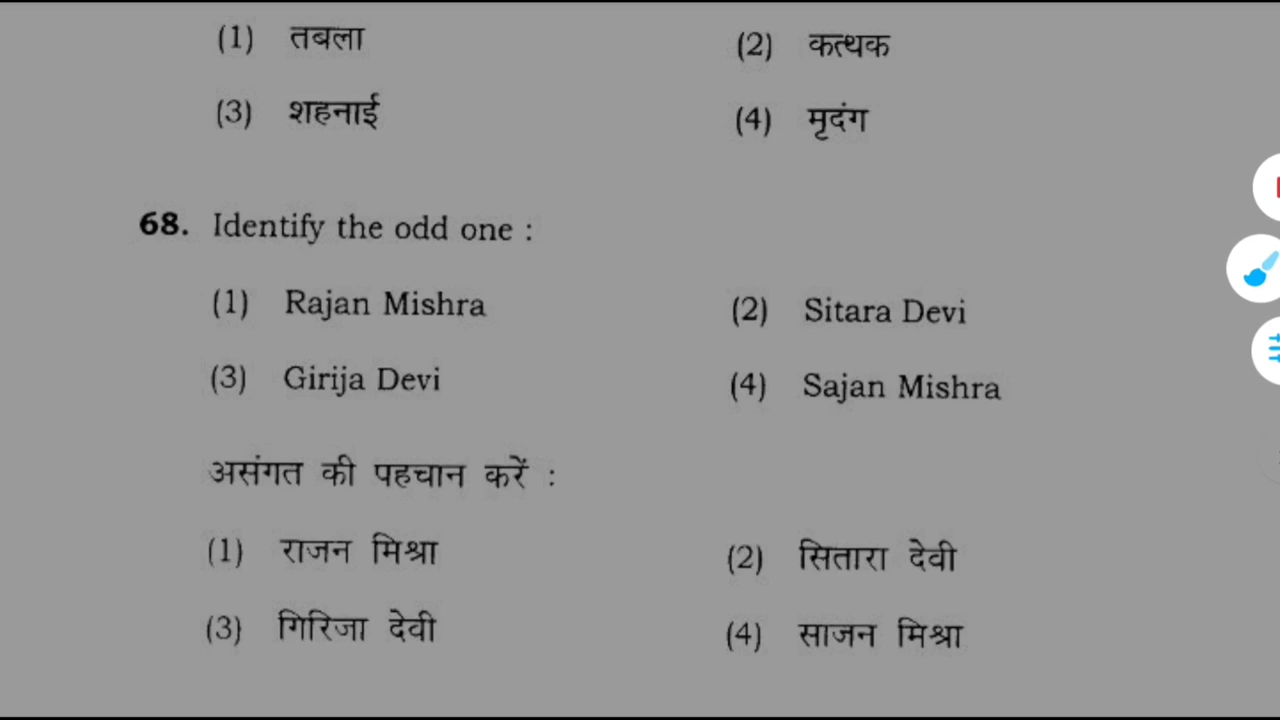 (1) तबला (2) कत्थक
(3) शहनाई (4) मृदंग
68. Identify the odd one :
(1) Rajan Mishra (2) Sitara Devi
(3) Girija Devi (4) Sajan Mishra
असंगत की पहचान करें :
(1) राजन मिश्रा (2) सितारा देवी
(3) गिरिजा देवी (4) साजन मिश्रा